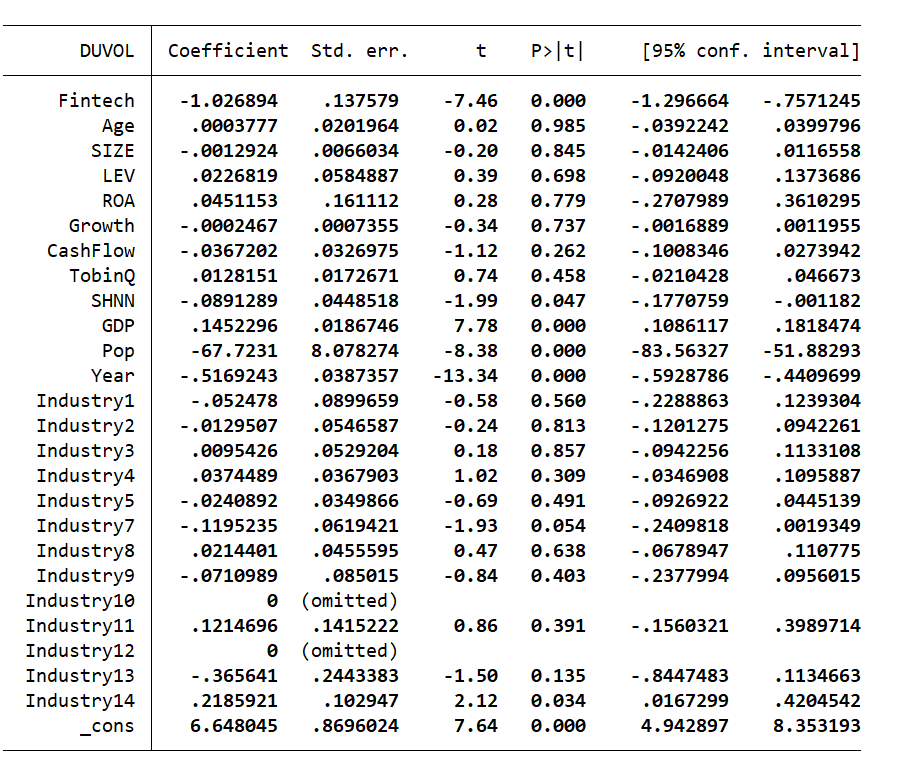 DUVOL Coefficient Std. err. t P>|t| [95% conf. interval]
Fintech -1.026894 .137579 -7.46 0.000 -1.296664 -.7571245
Age .0003777 .0201964 0.02 0.985 -.0392242 .0399796
SIZE -.0012924 .0066034 -0.20 0.845 -.0142406 .0116558
LEV .0226819 .0584887 0.39 0.698 -.0920048 .1373686
ROA .0451153 .161112 0.28 0.779 -.2707989 .3610295
Growth -.0002467 .0007355 -0.34 0.737 -.0016889 .0011955
CashFlow -.0367202 .0326975 -1.12 0.262 -.1008346 .0273942
TobinQ .0128151 .0172671 0.74 0.458 -.0210428 .046673
SHNN -.0891289 .0448518 -1.99 0.047 -.1770759 -.001182
GDP .1452296 .0186746 7.78 0.000 .1086117 .1818474
Pop -67.7231 8.078274 -8.38 0.000 -83.56327 -51.88293
Year -.5169243 .0387357 -13.34 0.000 -.5928786 -.4409699
Industry1 -.052478 .0899659 -0.58 0.560 -.2288863 .1239304
Industry2 -.0129507 .0546587 -0.24 0.813 -.1201275 .0942261
Industry3 .0095426 .0529204 0.18 0.857 -.0942256 .1133108
Industry4 .0374489 .0367903 1.02 0.309 -.0346908 .1095887
Industry5 -.0240892 .0349866 -0.69 0.491 -.0926922 .0445139
Industry7 -.1195235 .0619421 -1.93 0.054 -.2409818 .0019349
Industry8 .0214401 .0455595 0.47 0.638 -.0678947 .110775
Industry9 -.0710989 .085015 -0.84 0.403 -.2377994 .0956015
Industry10 0 (omitted)
Industry11 .1214696 .1415222 0.86 0.391 -.1560321 .3989714
Industry12 0 (omitted)
Industry13 -.365641 .2443383 -1.50 0.135 -.8447483 .1134663
Industry14 .2185921 .102947 2.12 0.034 .0167299 .4204542
_cons 6.648045 .8696024 7.64 0.000 4.942897 8.353193